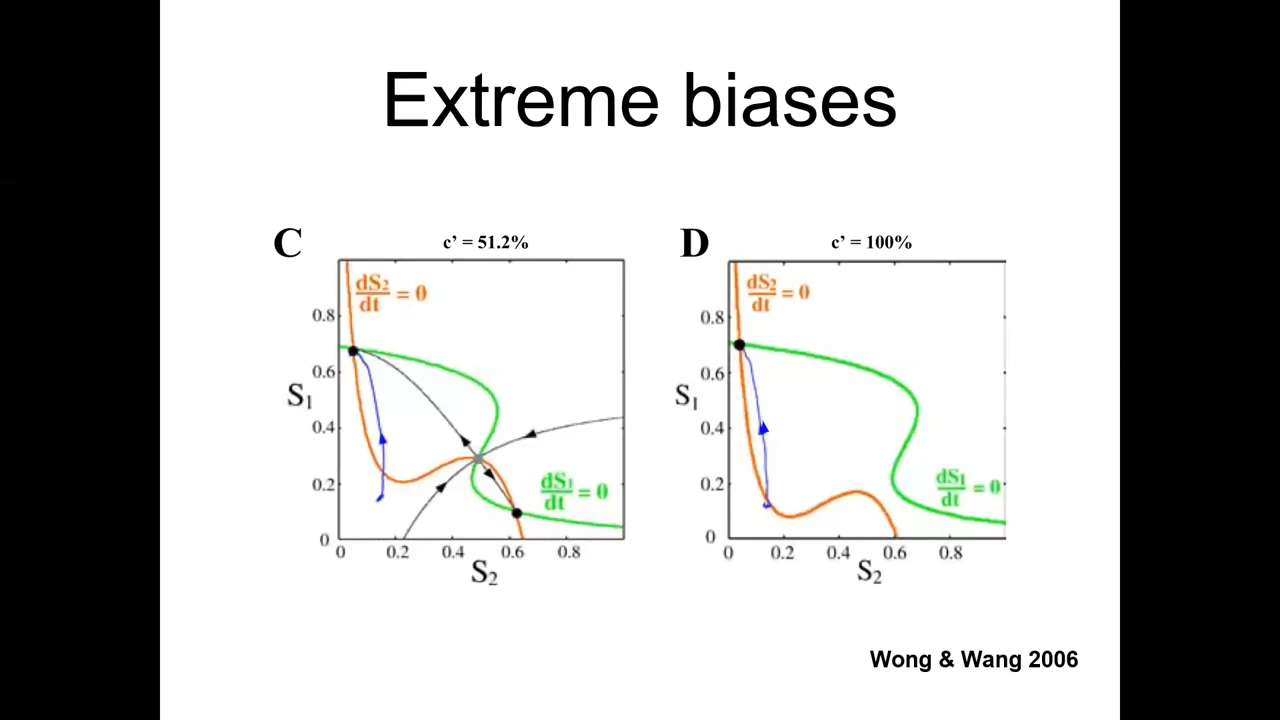 Extreme biases
C
c’ = 51.2%
dS₂
dt
= 0
0.8
0.6
S₁
0.4
0.2
0
dS₁
dt
= 0
0 0.2 0.4 0.6 0.8
S₂
D
c’ = 100%
dS₂
dt
= 0
0.8
0.6
S₁
0.4
0.2
0
dS₁
dt
= 0
0 0.2 0.4 0.6 0.8
S₂
Wong & Wang 2006